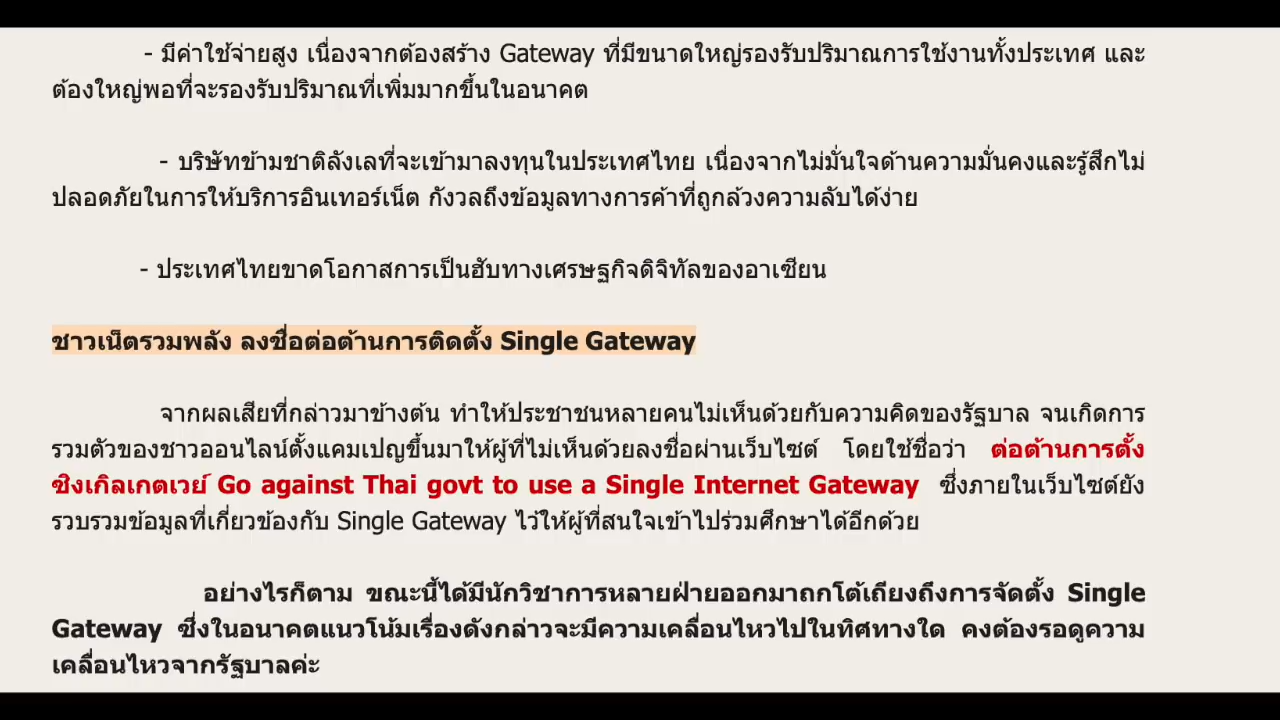 - มีค่าใช้จ่ายสูง เนื่องจากต้องสร้าง Gateway ที่มีขนาดใหญ่รองรับปริมาณการใช้งานทั้งประเทศ และ
ต้องใหญ่พอที่จะรองรับปริมาณที่เพิ่มมากขึ้นในอนาคต
- บริษัทข้ามชาติลังเลที่จะเข้ามาลงทุนในประเทศไทย เนื่องจากไม่มั่นใจด้านความมั่นคงและรู้สึกไม่
ปลอดภัยในการให้บริการอินเทอร์เน็ต กังวลถึงข้อมูลทางการค้าที่ถูกล้วงความลับได้ง่าย
- ประเทศไทยขาดโอกาสการเป็นฮับทางเศรษฐกิจดิจิทัลของอาเซียน
ชาวเน็ตรวมพลัง ลงชื่อต่อต้านการติดตั้ง Single Gateway
จากผลเสียที่กล่าวมาข้างต้น ทำให้ประชาชนหลายคนไม่เห็นด้วยกับความคิดของรัฐบาล จนเกิดการ
รวมตัวของชาวออนไลน์ตั้งแคมเปญขึ้นมาให้ผู้ที่ไม่เห็นด้วยลงชื่อผ่านเว็บไซต์ โดยใช้ชื่อว่า ต่อต้านการตั้ง
ซิงเกิลเกตเวย์ Go against Thai govt to use a Single Internet Gateway ซึ่งภายในเว็บไซต์ยัง
รวบรวมข้อมูลที่เกี่ยวข้องกับ Single Gateway ไว้ให้ผู้ที่สนใจเข้าไปร่วมศึกษาได้อีกด้วย
อย่างไรก็ตาม ขณะนี้ได้มีนักวิชาการหลายฝ่ายออกมาถกโต้เถียงถึงการจัดตั้ง Single
Gateway ซึ่งในอนาคตแนวโน้มเรื่องดังกล่าวจะมีความเคลื่อนไหวไปในทิศทางใด คงต้องรอดูความ
เคลื่อนไหวจากรัฐบาลค่ะ